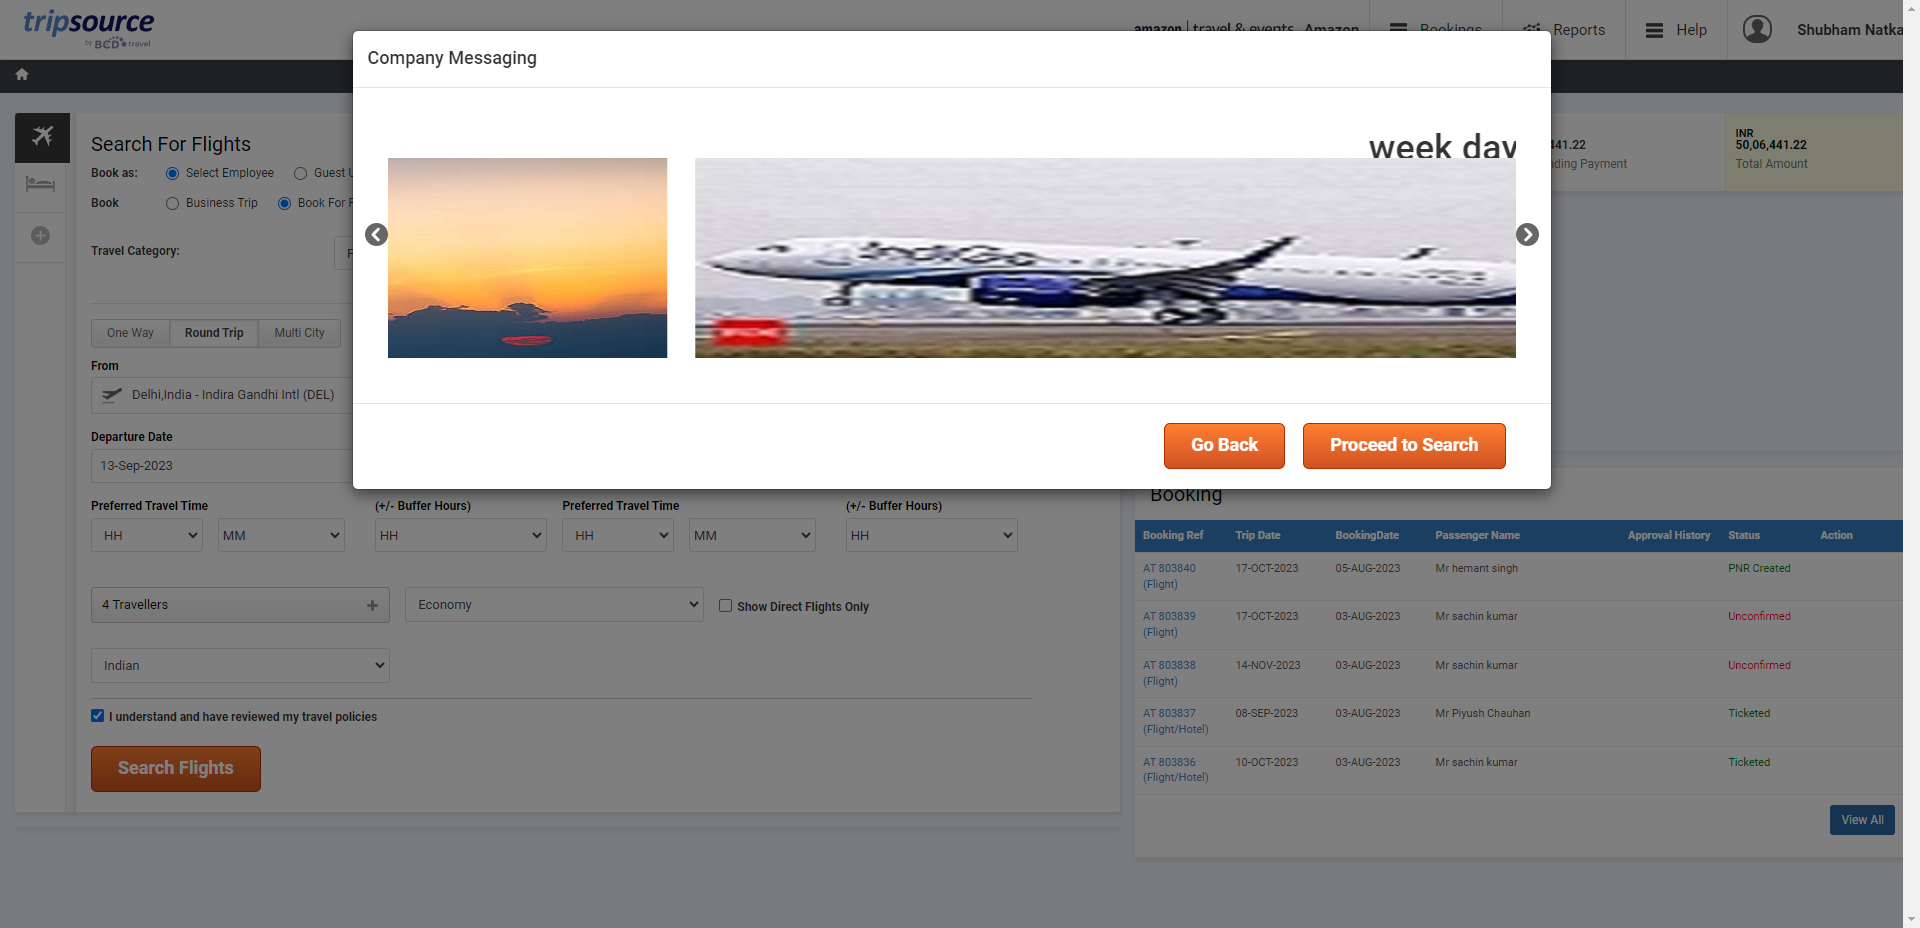 tripsource
by BCD travel
amazon | travel & events Amazon
Bookings
Reports
Help
Shubham Natka
Company Messaging
week day
IndiGo
Search For Flights
Book as:
Select Employee
Guest
Book
Business Trip
Book For
Travel Category:
One Way
Round Trip
Multi City
From
Delhi,India - Indira Gandhi Intl (DEL)
Departure Date
13-Sep-2023
Go Back
Proceed to Search
441.22
ding Payment
INR
50,06,441.22
Total Amount
Preferred Travel Time
(+/- Buffer Hours)
Preferred Travel Time
(+/- Buffer Hours)
HH
MM
HH
HH
MM
HH
4 Travellers
Economy
Show Direct Flights Only
Indian
I understand and have reviewed my travel policies
Search Flights
Booking
Booking Ref Trip Date BookingDate Passenger Name Approval History Status Action
AT 803840 17-OCT-2023 05-AUG-2023 Mr hemant singh PNR Created
(Flight)
AT 803839 17-OCT-2023 03-AUG-2023 Mr sachin kumar Unconfirmed
(Flight)
AT 803838 14-NOV-2023 03-AUG-2023 Mr sachin kumar Unconfirmed
(Flight)
AT 803837 08-SEP-2023 03-AUG-2023 Mr Piyush Chauhan Ticketed
(Flight/Hotel)
AT 803836 10-OCT-2023 03-AUG-2023 Mr sachin kumar Ticketed
(Flight/Hotel)
View All